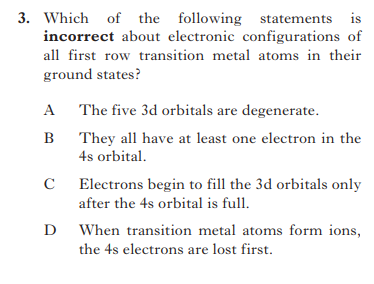 3. Which of the following statements is
incorrect about electronic configurations of
all first row transition metal atoms in their
ground states?
A The five 3d orbitals are degenerate.
B They all have at least one electron in the
4s orbital.
C Electrons begin to fill the 3d orbitals only
after the 4s orbital is full.
D When transition metal atoms form ions,
the 4s electrons are lost first.